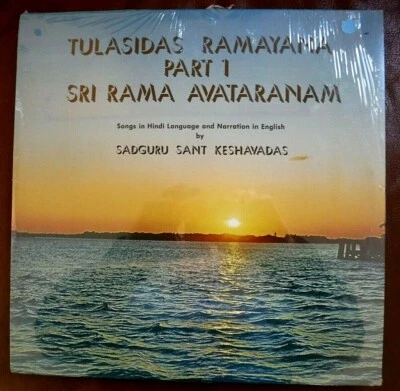 TULASIDAS RAMAYANA
PART 1
SRI RAMA AVATARANAM
Songs in Hindi Language and Narration in English
by
SADGURU SANT KESHAVADAS